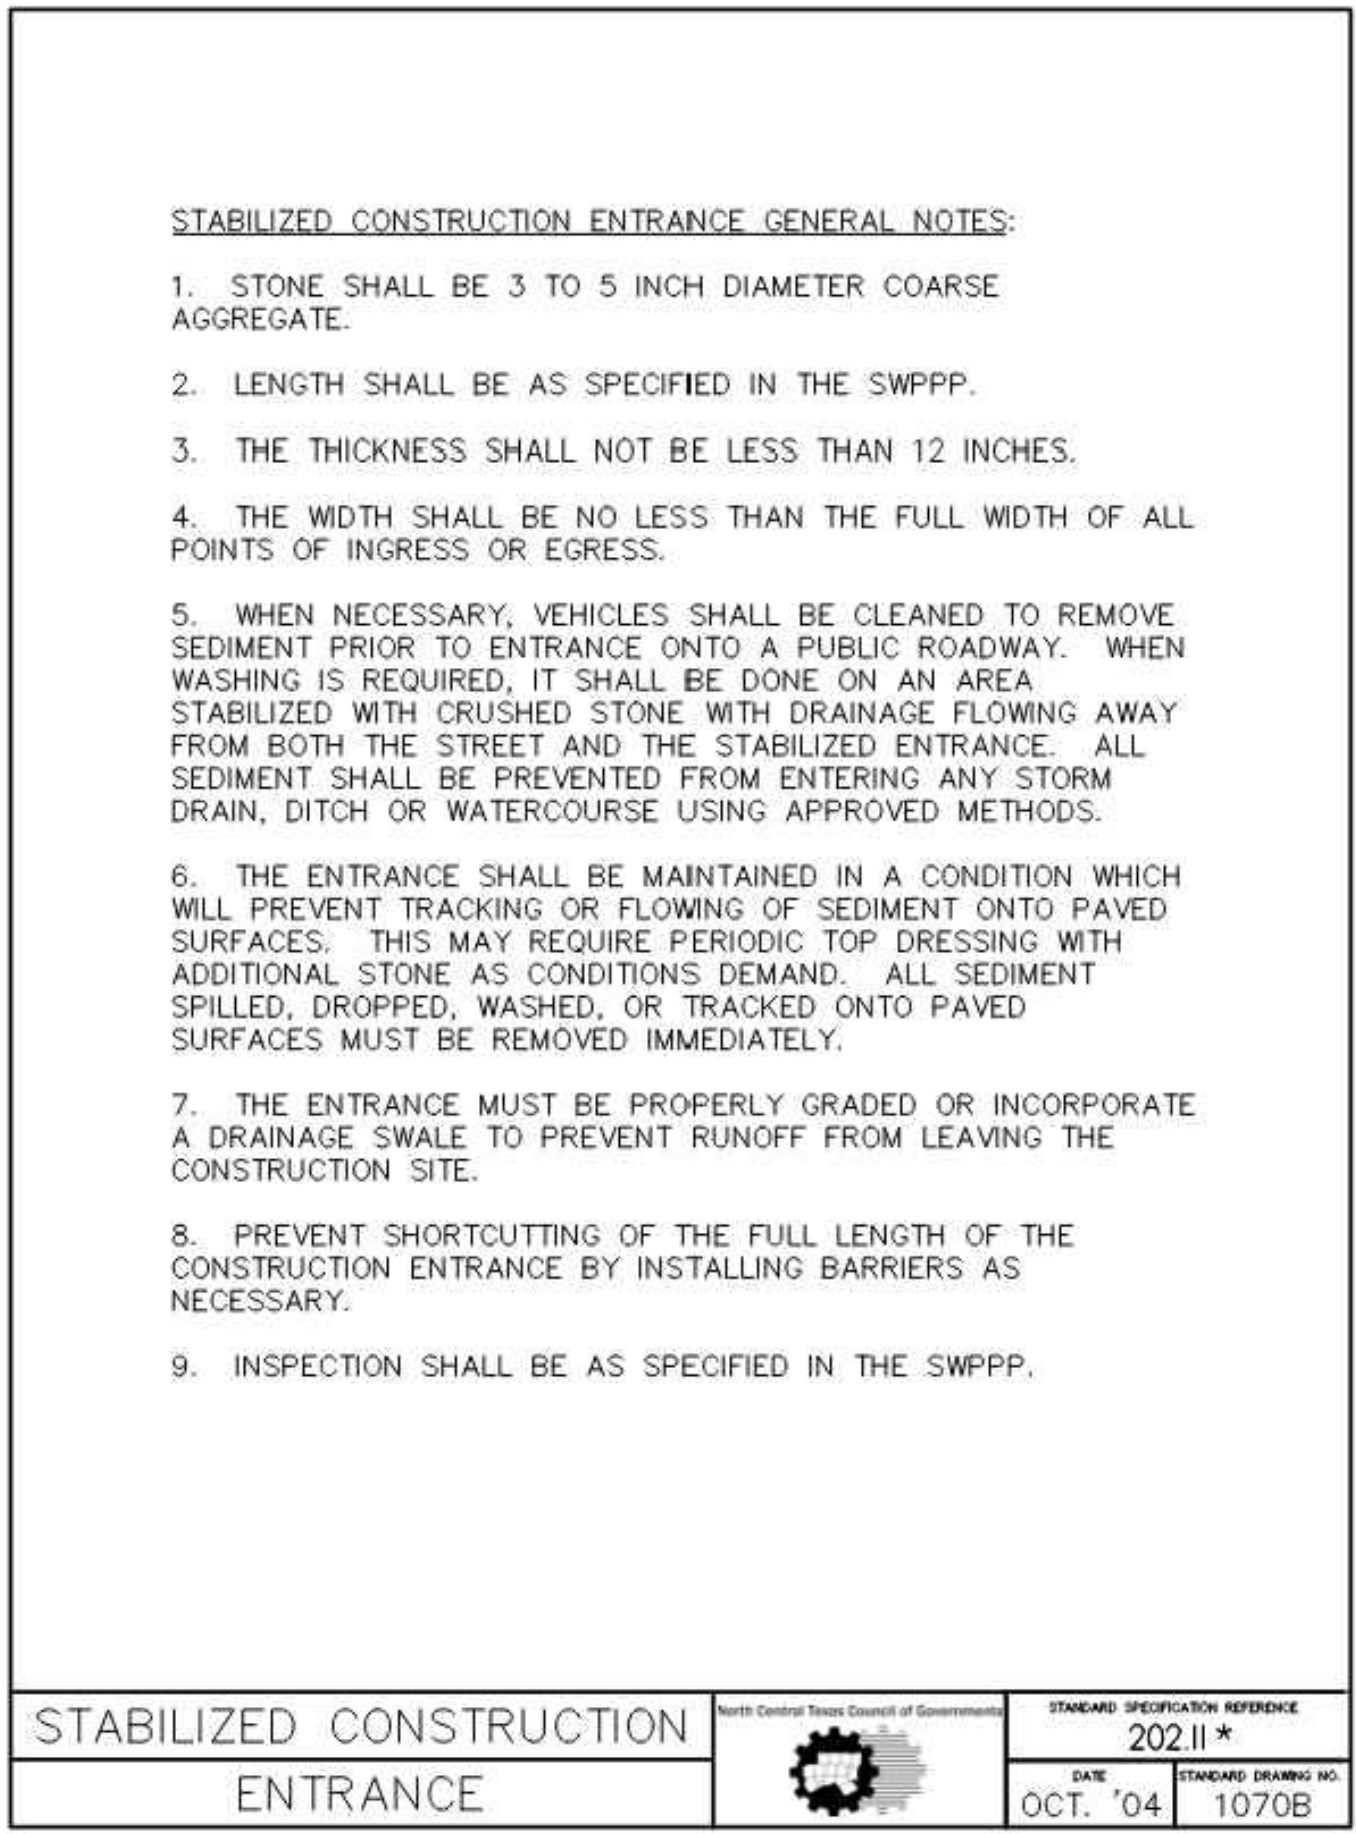 STABILIZED CONSTRUCTION ENTRANCE GENERAL NOTES:
1. STONE SHALL BE 3 TO 5 INCH DIAMETER COARSE
AGGREGATE.
2. LENGTH SHALL BE AS SPECIFIED IN THE SWPPP.
3. THE THICKNESS SHALL NOT BE LESS THAN 12 INCHES.
4. THE WIDTH SHALL BE NO LESS THAN THE FULL WIDTH OF ALL
POINTS OF INGRESS OR EGRESS.
5. WHEN NECESSARY, VEHICLES SHALL BE CLEANED TO REMOVE
SEDIMENT PRIOR TO ENTRANCE ONTO A PUBLIC ROADWAY. WHEN
WASHING IS REQUIRED, IT SHALL BE DONE ON AN AREA
STABILIZED WITH CRUSHED STONE WITH DRAINAGE FLOWING AWAY
FROM BOTH THE STREET AND THE STABILIZED ENTRANCE. ALL
SEDIMENT SHALL BE PREVENTED FROM ENTERING ANY STORM
DRAIN, DITCH OR WATERCOURSE USING APPROVED METHODS.
6. THE ENTRANCE SHALL BE MAINTAINED IN A CONDITION WHICH
WILL PREVENT TRACKING OR FLOWING OF SEDIMENT ONTO PAVED
SURFACES. THIS MAY REQUIRE PERIODIC TOP DRESSING WITH
ADDITIONAL STONE AS CONDITIONS DEMAND. ALL SEDIMENT
SPILLED, DROPPED, WASHED, OR TRACKED ONTO PAVED
SURFACES MUST BE REMOVED IMMEDIATELY.
7. THE ENTRANCE MUST BE PROPERLY GRADED OR INCORPORATE
A DRAINAGE SWALE TO PREVENT RUNOFF FROM LEAVING THE
CONSTRUCTION SITE.
8. PREVENT SHORTCUTTING OF THE FULL LENGTH OF THE
CONSTRUCTION ENTRANCE BY INSTALLING BARRIERS AS
NECESSARY.
9. INSPECTION SHALL BE AS SPECIFIED IN THE SWPPP.
STABILIZED CONSTRUCTION
ENTRANCE
North Central Texas Council of Governments
STANDARD SPECIFICATION REFERENCE
202.II *
DATE
OCT. '04
STANDARD DRAWING NO.
1070B